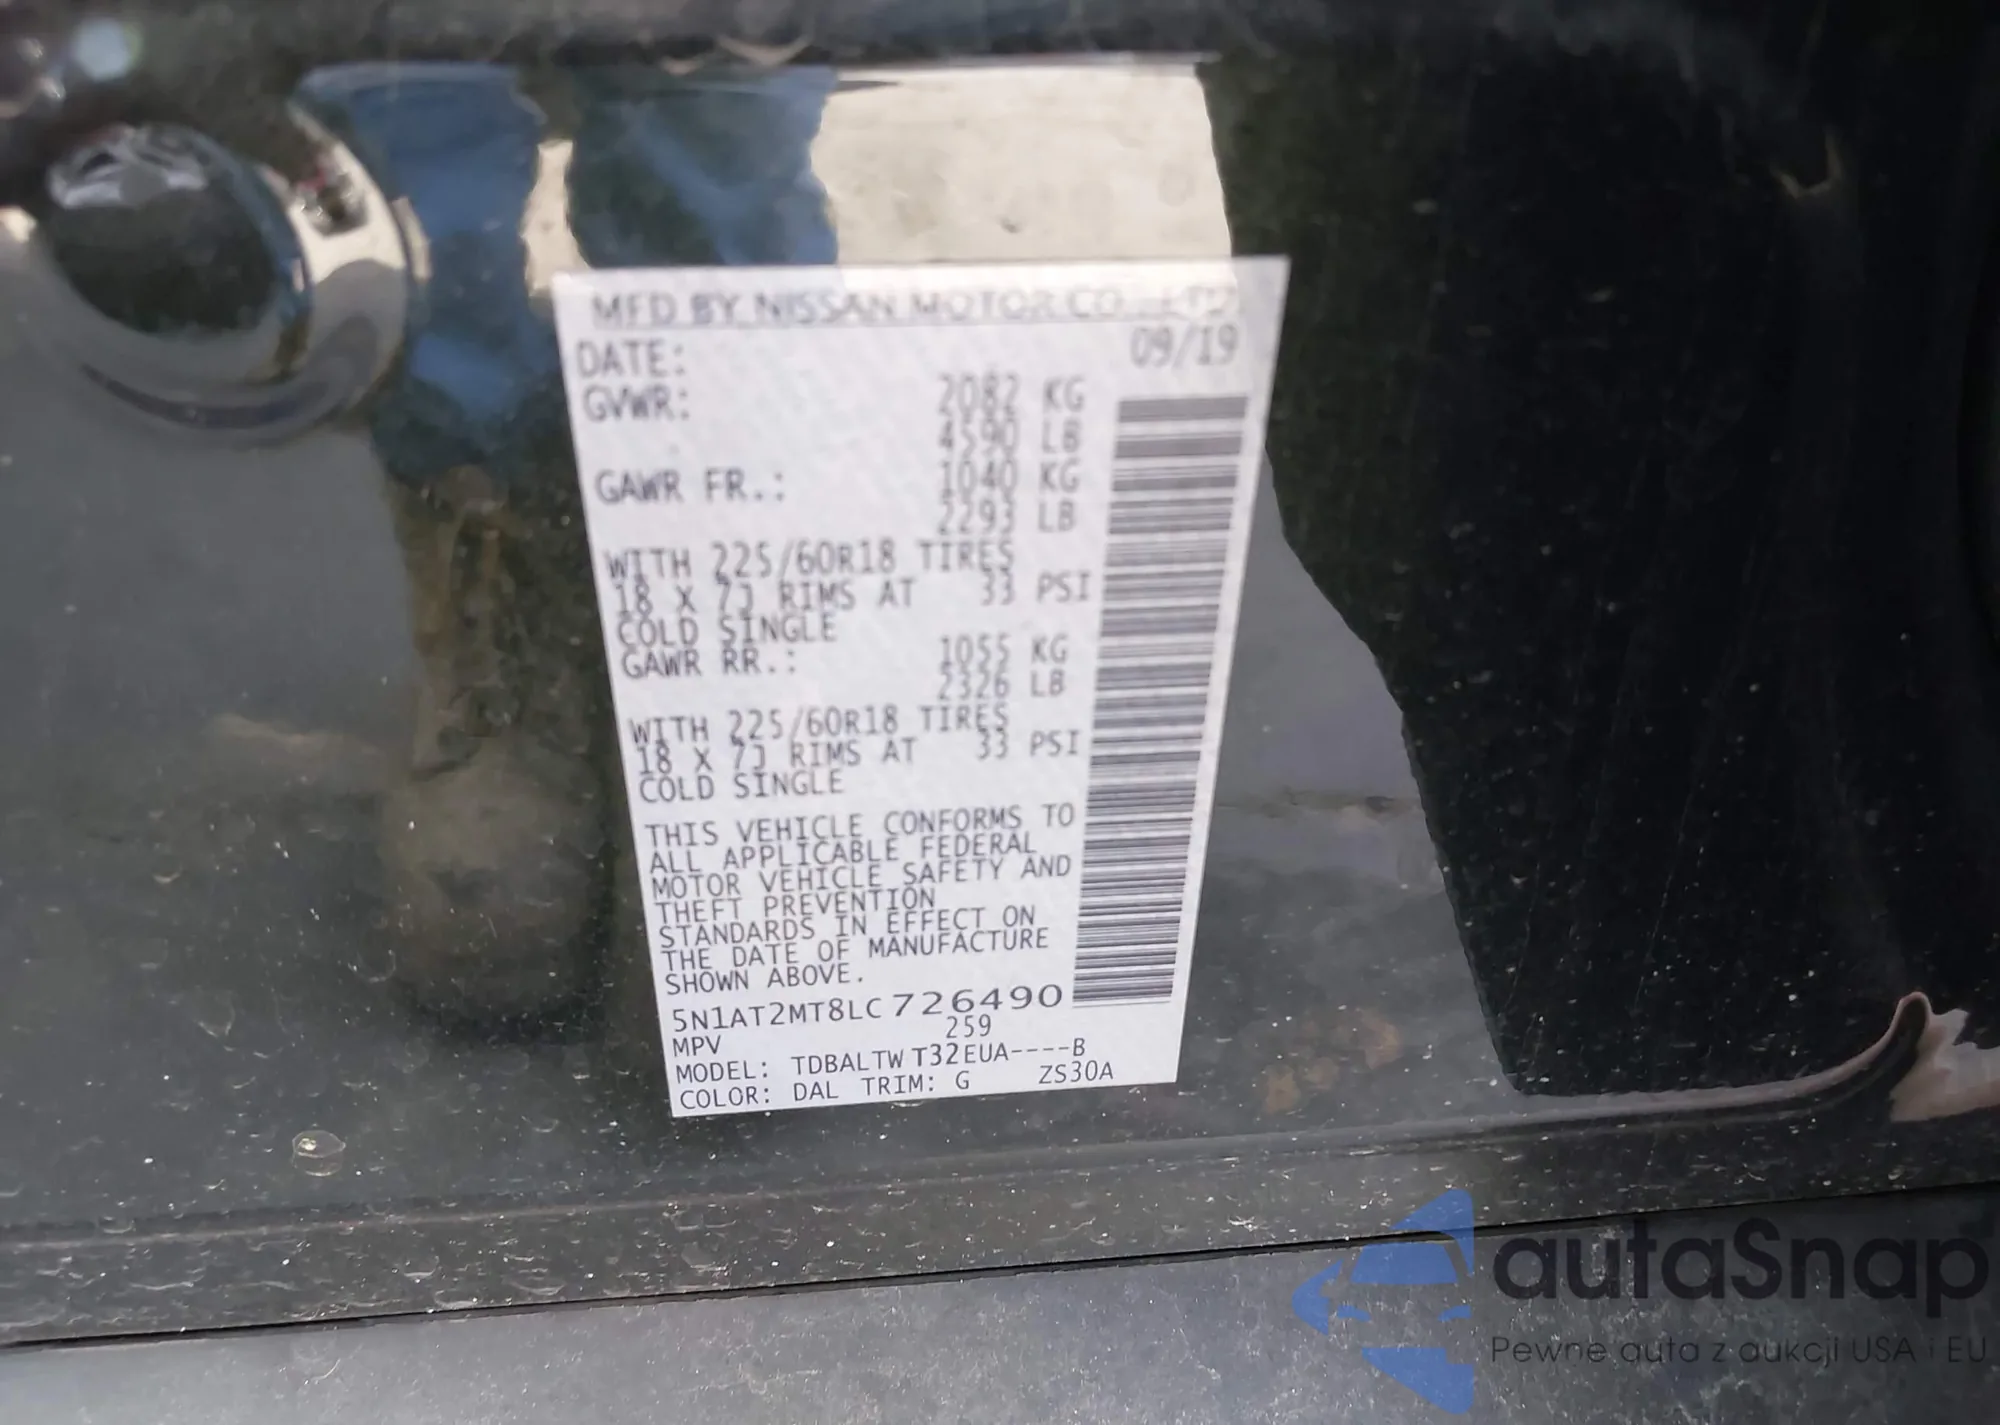 MFD BY NISSAN MOTOR CO., LTD
DATE: 09/19
GVWR: 2082 KG
4590 LB
GAWR FR.: 1040 KG
2293 LB
WITH 225/60R18 TIRES
18 X 7J RIMS AT 33 PSI
COLD SINGLE
GAWR RR.: 1055 KG
2326 LB
WITH 225/60R18 TIRES
18 X 7J RIMS AT 33 PSI
COLD SINGLE
THIS VEHICLE CONFORMS TO
ALL APPLICABLE FEDERAL
MOTOR VEHICLE SAFETY AND
THEFT PREVENTION
STANDARDS IN EFFECT ON
THE DATE OF MANUFACTURE
SHOWN ABOVE.
5N1AT2MT8LC726490
MPV 259
MODEL: TDBALTW T32EUA----B
COLOR: DAL TRIM: G ZS30A
autaSnap
Pewne auta z aukcji USA i EU